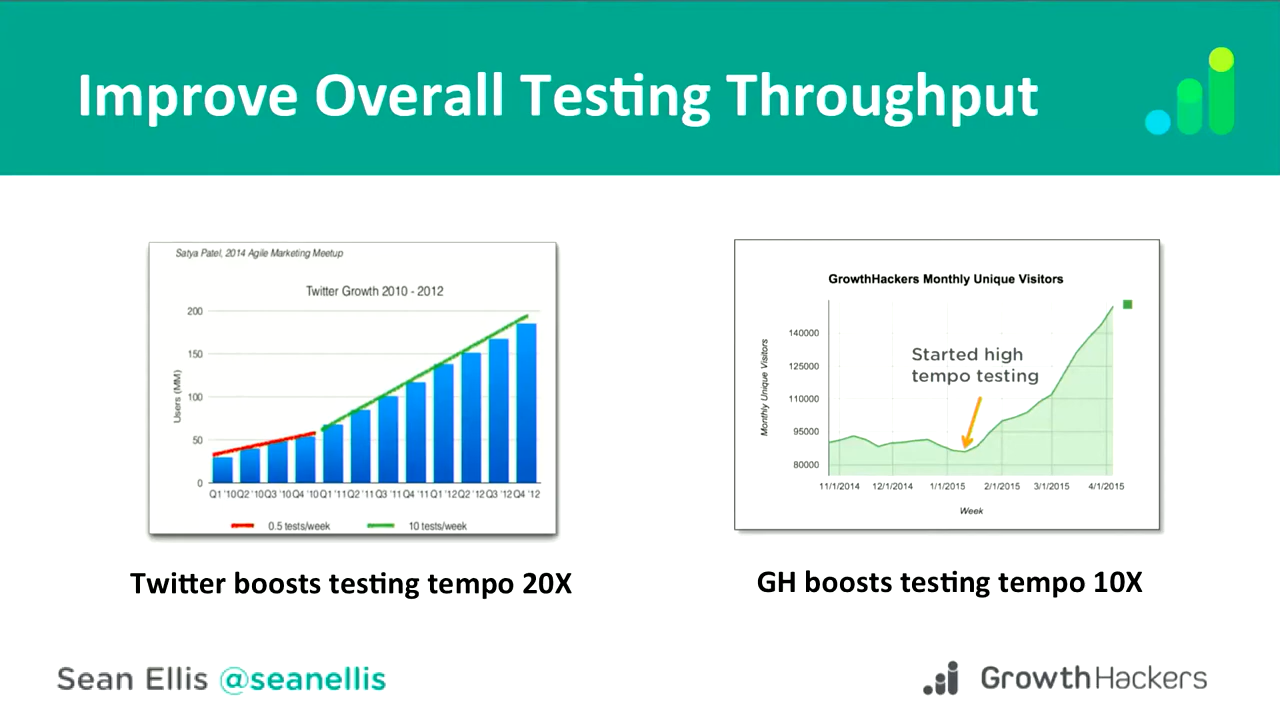 Improve Overall Testing Throughput
Satya Patel, 2014 Agile Marketing Meetup
Twitter Growth 2010 - 2012
Users (MM)
200
150
100
50
0
Q1 '10 Q2 '10 Q3 '10 Q4 '10 Q1 '11 Q2 '11 Q3 '11 Q4 '11 Q1 '12 Q2 '12 Q3 '12 Q4 '12
0.5 tests/week 10 tests/week
Twitter boosts testing tempo 20X
GrowthHackers Monthly Unique Visitors
Monthly Unique Visitors
140000
125000
110000
95000
80000
Started high
tempo testing
11/1/2014 12/1/2014 1/1/2015 2/1/2015 3/1/2015 4/1/2015
Week
GH boosts testing tempo 10X
Sean Ellis @seanellis
GrowthHackers